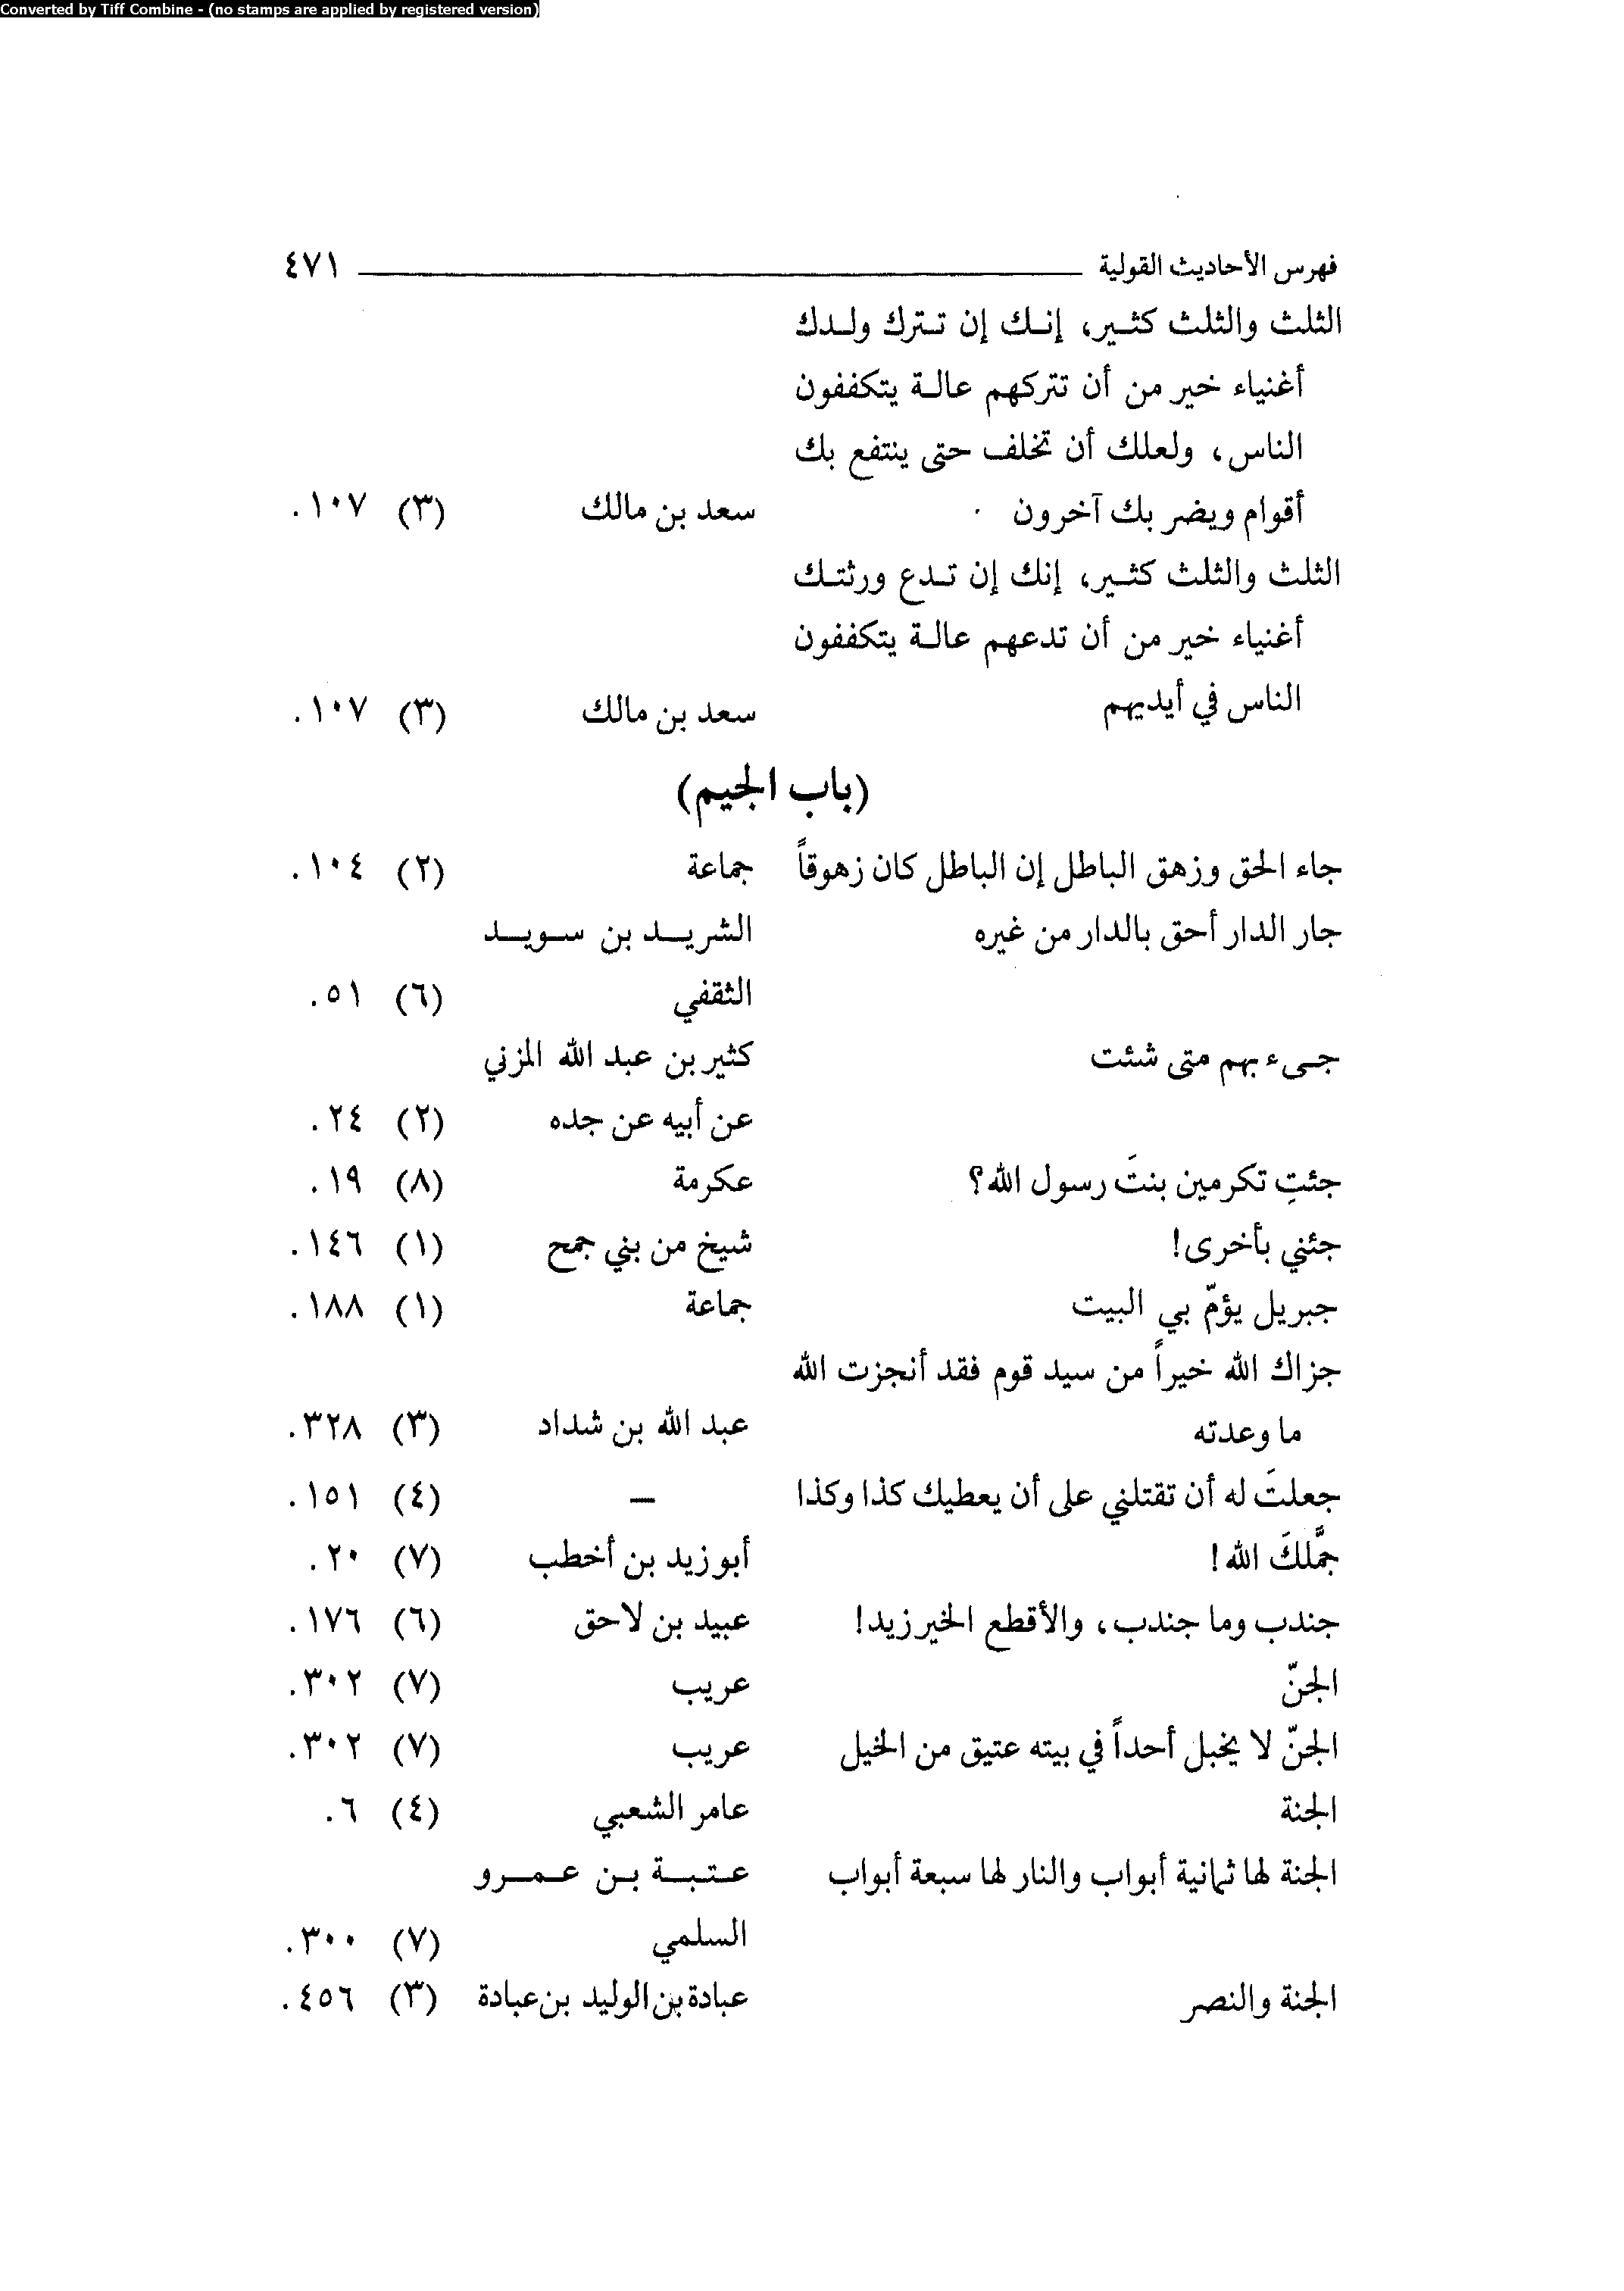 Converted by Tiff Combine - (no stamps are applied by registered version)
فهرس الأحاديث القولية ٤٧١
الثلث والثلث كثير، إنك إن تترك ولدك
أغنياء خير من أن تتركهم عالة يتكففون
الناس، ولعلك أن تخلف حتى ينتفع بك
أقوام ويضر بك آخرون سعد بن مالك (٣) ١٠٧.
الثلث والثلث كثير، إنك إن تدع ورثتك
أغنياء خير من أن تدعهم عالة يتكففون
الناس في أيديهم سعد بن مالك (٣) ١٠٧.
(باب الجيم)
جاء الحق وزهق الباطل إن الباطل كان زهوقاً جماعة (٢) ١٠٤.
جار الدار أحق بالدار من غيره الشريد بن سويد
الثقفي (٦) ٥١.
جىء بهم متى شئت كثير بن عبد الله المزني
عن أبيه عن جده (٢) ٢٤.
جئتِ تكرمين بنتَ رسول الله؟ عكرمة (٨) ١٩.
جئني بأخرى! شيخ من بني جمح (١) ١٤٦.
جبريل يؤمّ بي البيت جماعة (١) ١٨٨.
جزاك الله خيراً من سيد قوم فقد أنجزت الله
ما وعدته عبد الله بن شداد (٣) ٣٢٨.
جعلتَ له أن تقتلني على أن يعطيك كذا وكذا – (٤) ١٥١.
جمَّلكَ الله! أبو زيد بن أخطب (٧) ٢٠.
جندب وما جندب، والأقطع الخير زيد! عبيد بن لاحق (٦) ١٧٦.
الجنّ عريب (٧) ٣٠٢.
الجنّ لا يخبل أحداً في بيته عتيق من الخيل عريب (٧) ٣٠٢.
الجنة عامر الشعبي (٤) ٦.
الجنة لها ثمانية أبواب والنار لها سبعة أبواب عتبة بن عمرو
السلمي (٧) ٣٠٠.
الجنة والنصر عبادة بن الوليد بن عبادة (٣) ٤٥٦.